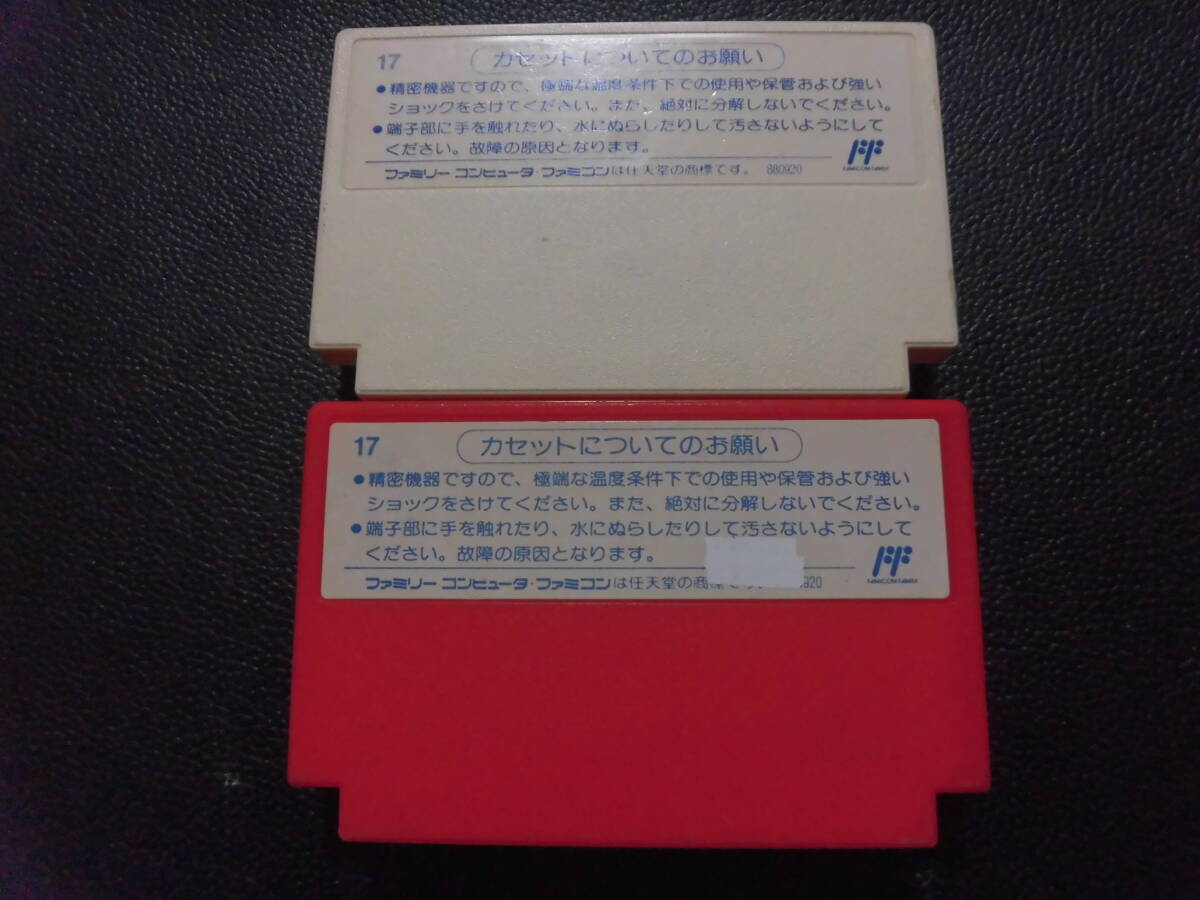 17 カセットについてのお願い
●精密機器ですので、極端な温度条件下での使用や保管および強い
ショックをさけてください。また、絶対に分解しないでください。
●端子部に手を触れたり、水にぬらしたりして汚さないようにして
ください。故障の原因となります。
ファミリー コンピュータ・ファミコンは任天堂の商標です。 880920
FF
17 カセットについてのお願い
●精密機器ですので、極端な温度条件下での使用や保管および強い
ショックをさけてください。また、絶対に分解しないでください。
●端子部に手を触れたり、水にぬらしたりして汚さないようにして
ください。故障の原因となります。
ファミリー コンピュータ・ファミコンは任天堂の商 920
FF